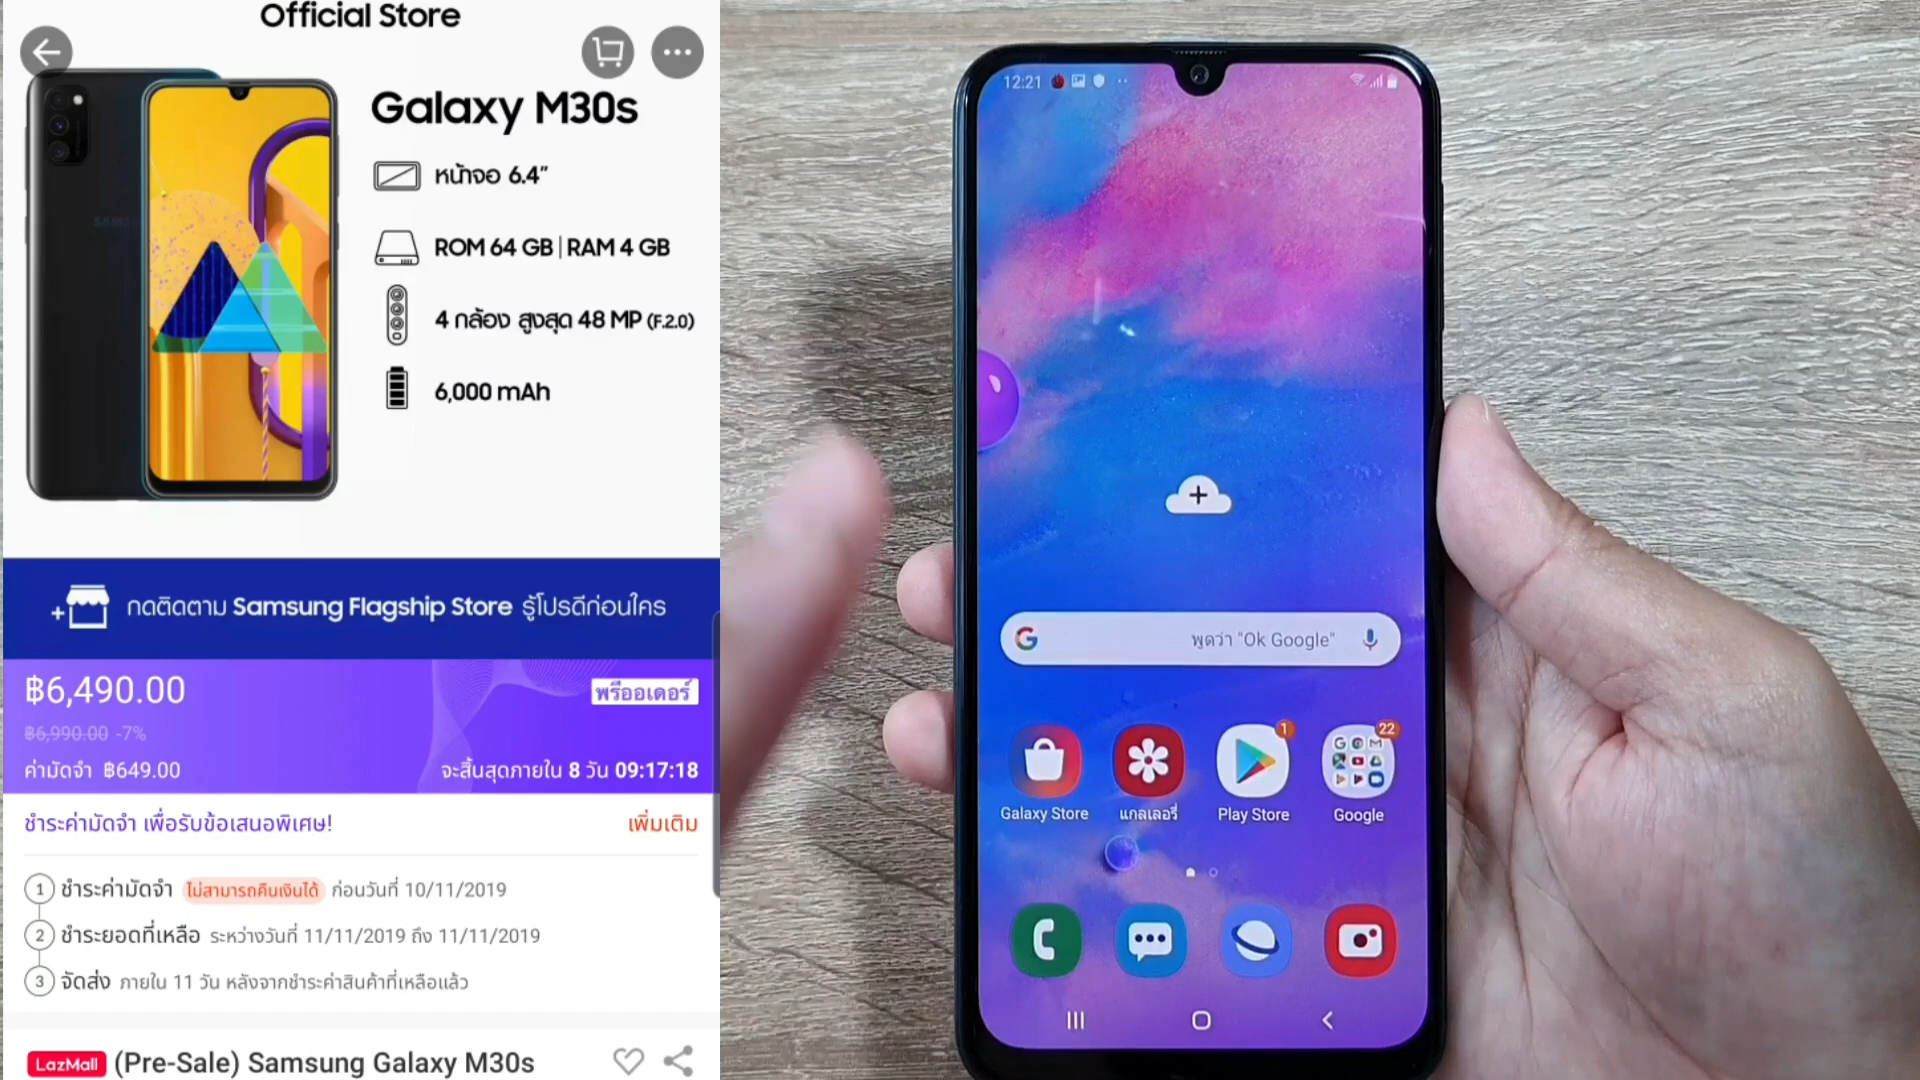 Official Store
Galaxy M30s
หน้าจอ 6.4"
ROM 64 GB | RAM 4 GB
4 กล้อง สูงสุด 48 MP (F.2.0)
6,000 mAh
กดติดตาม Samsung Flagship Store รู้โปรดีก่อนใคร
฿6,490.00
พรีออเดอร์
฿6,990.00 -7%
ค่ามัดจำ ฿649.00
จะสิ้นสุดภายใน 8 วัน 09:17:18
ชำระค่ามัดจำ เพื่อรับข้อเสนอพิเศษ!
เพิ่มเติม
1 ชำระค่ามัดจำ ไม่สามารถคืนเงินได้ ก่อนวันที่ 10/11/2019
2 ชำระยอดที่เหลือ ระหว่างวันที่ 11/11/2019 ถึง 11/11/2019
3 จัดส่ง ภายใน 11 วัน หลังจากชำระค่าสินค้าที่เหลือแล้ว
LazMall (Pre-Sale) Samsung Galaxy M30s
12:21
พูดว่า "Ok Google"
1
22
Galaxy Store
แกลเลอรี่
Play Store
Google